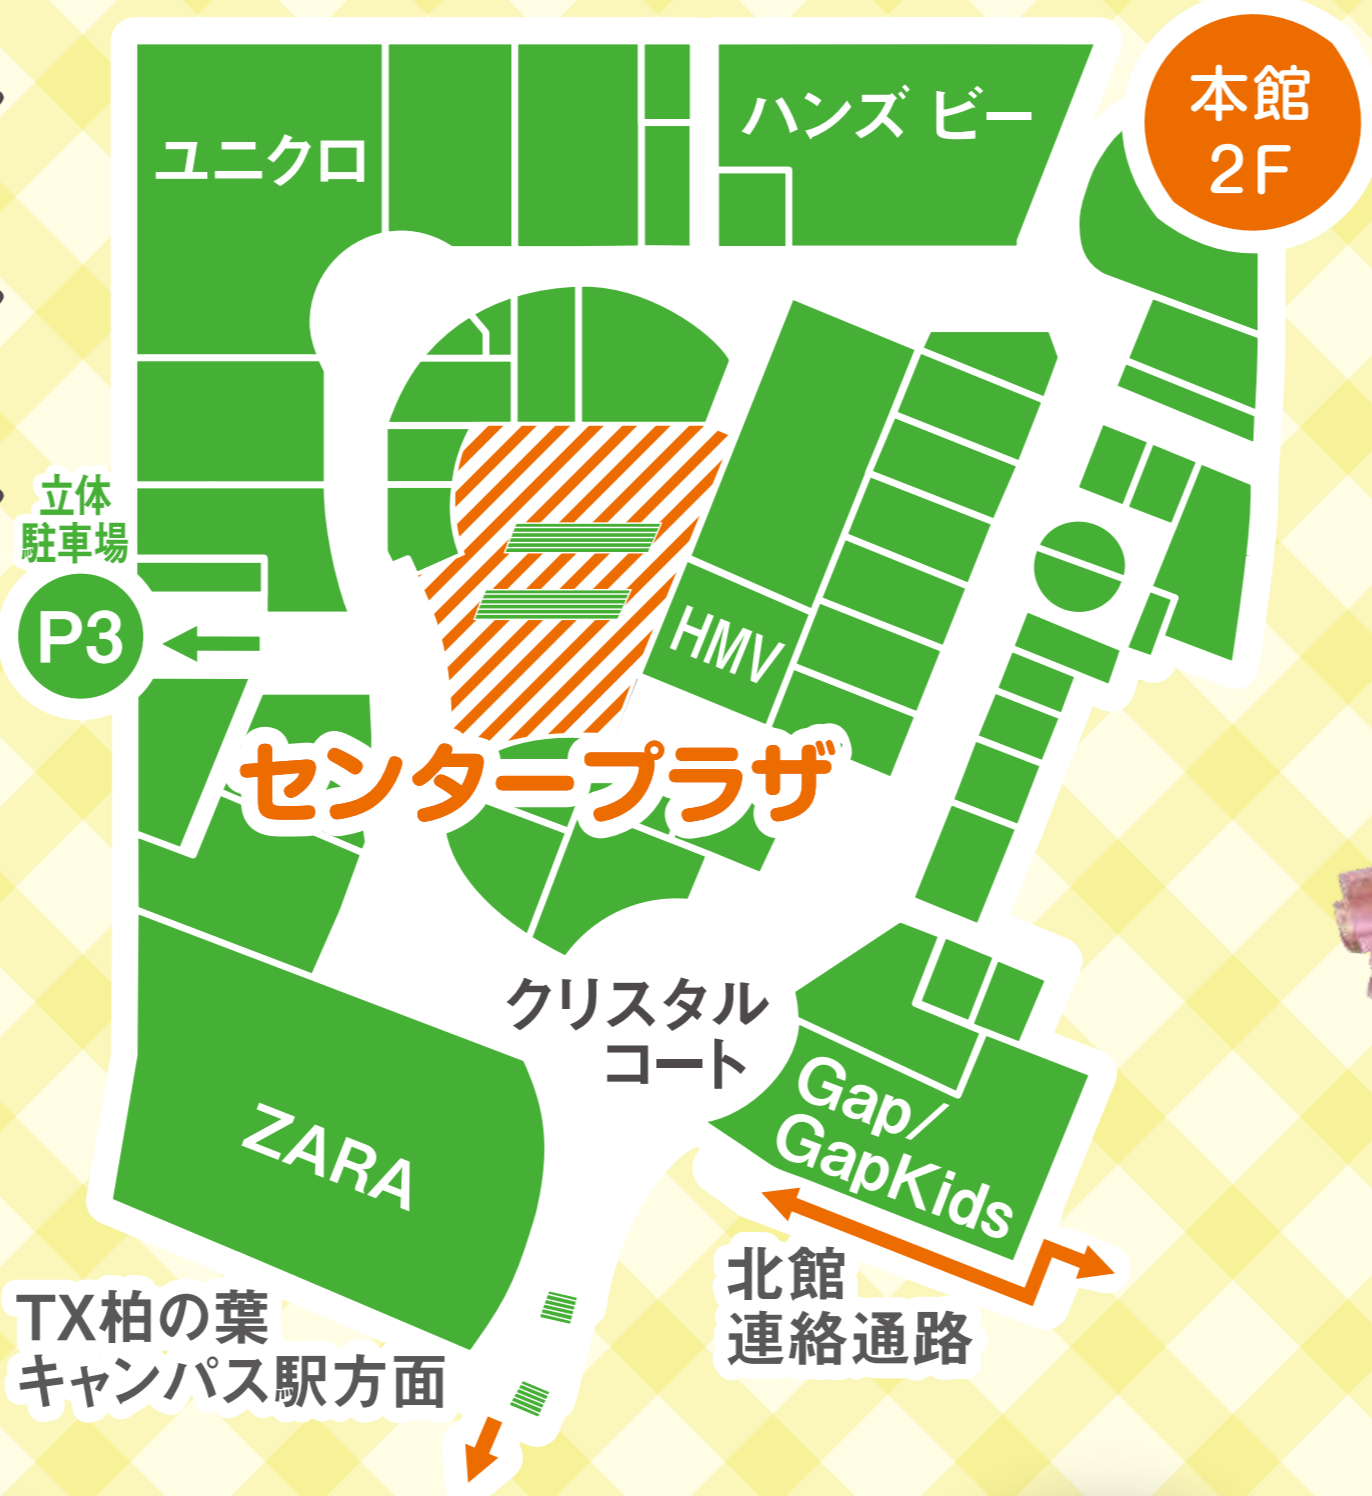 本館
2F
ユニクロ
ハンズ ビー
立体
駐車場
P3
HMV
センタープラザ
クリスタル
コート
Gap/
GapKids
ZARA
北館
連絡通路
TX柏の葉
キャンパス駅方面